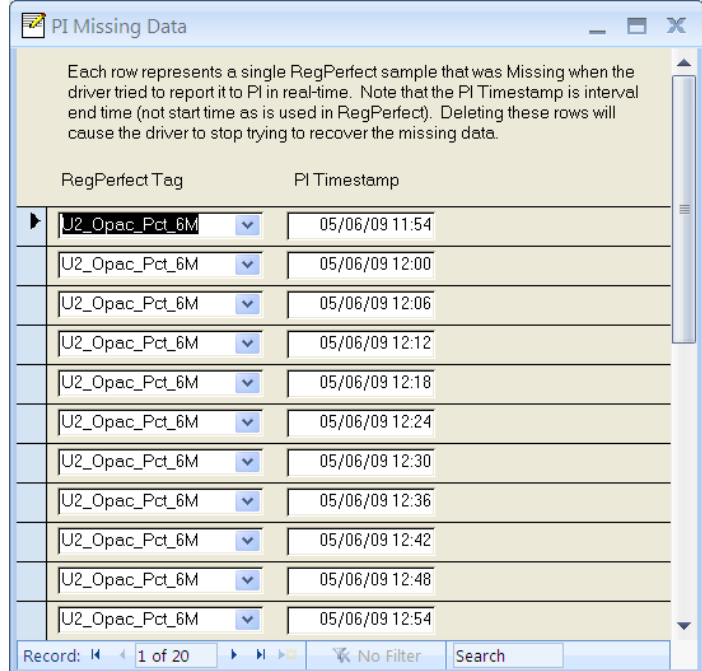 PI Missing Data
Each row represents a single RegPerfect sample that was Missing when the
driver tried to report it to PI in real-time. Note that the PI Timestamp is interval
end time (not start time as is used in RegPerfect). Deleting these rows will
cause the driver to stop trying to recover the missing data.
RegPerfect Tag PI Timestamp
U2_Opac_Pct_6M 05/06/09 11:54
U2_Opac_Pct_6M 05/06/09 12:00
U2_Opac_Pct_6M 05/06/09 12:06
U2_Opac_Pct_6M 05/06/09 12:12
U2_Opac_Pct_6M 05/06/09 12:18
U2_Opac_Pct_6M 05/06/09 12:24
U2_Opac_Pct_6M 05/06/09 12:30
U2_Opac_Pct_6M 05/06/09 12:36
U2_Opac_Pct_6M 05/06/09 12:42
U2_Opac_Pct_6M 05/06/09 12:48
U2_Opac_Pct_6M 05/06/09 12:54
Record: 1 of 20 No Filter Search